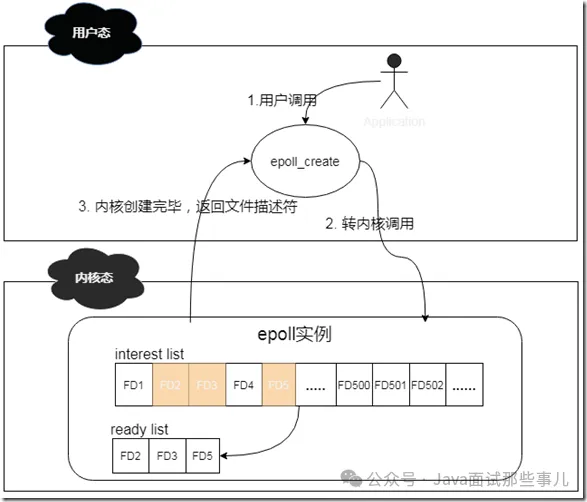 用户态
1.用户调用
Application
epoll_create
3. 内核创建完毕，返回文件描述符
2. 转内核调用
内核态
epoll实例
interest list
FD1 FD2 FD3 FD4 FD5 ..... FD500 FD501 FD502 ......
ready list
FD2 FD3 FD5
公众号 · Java面试那些事儿